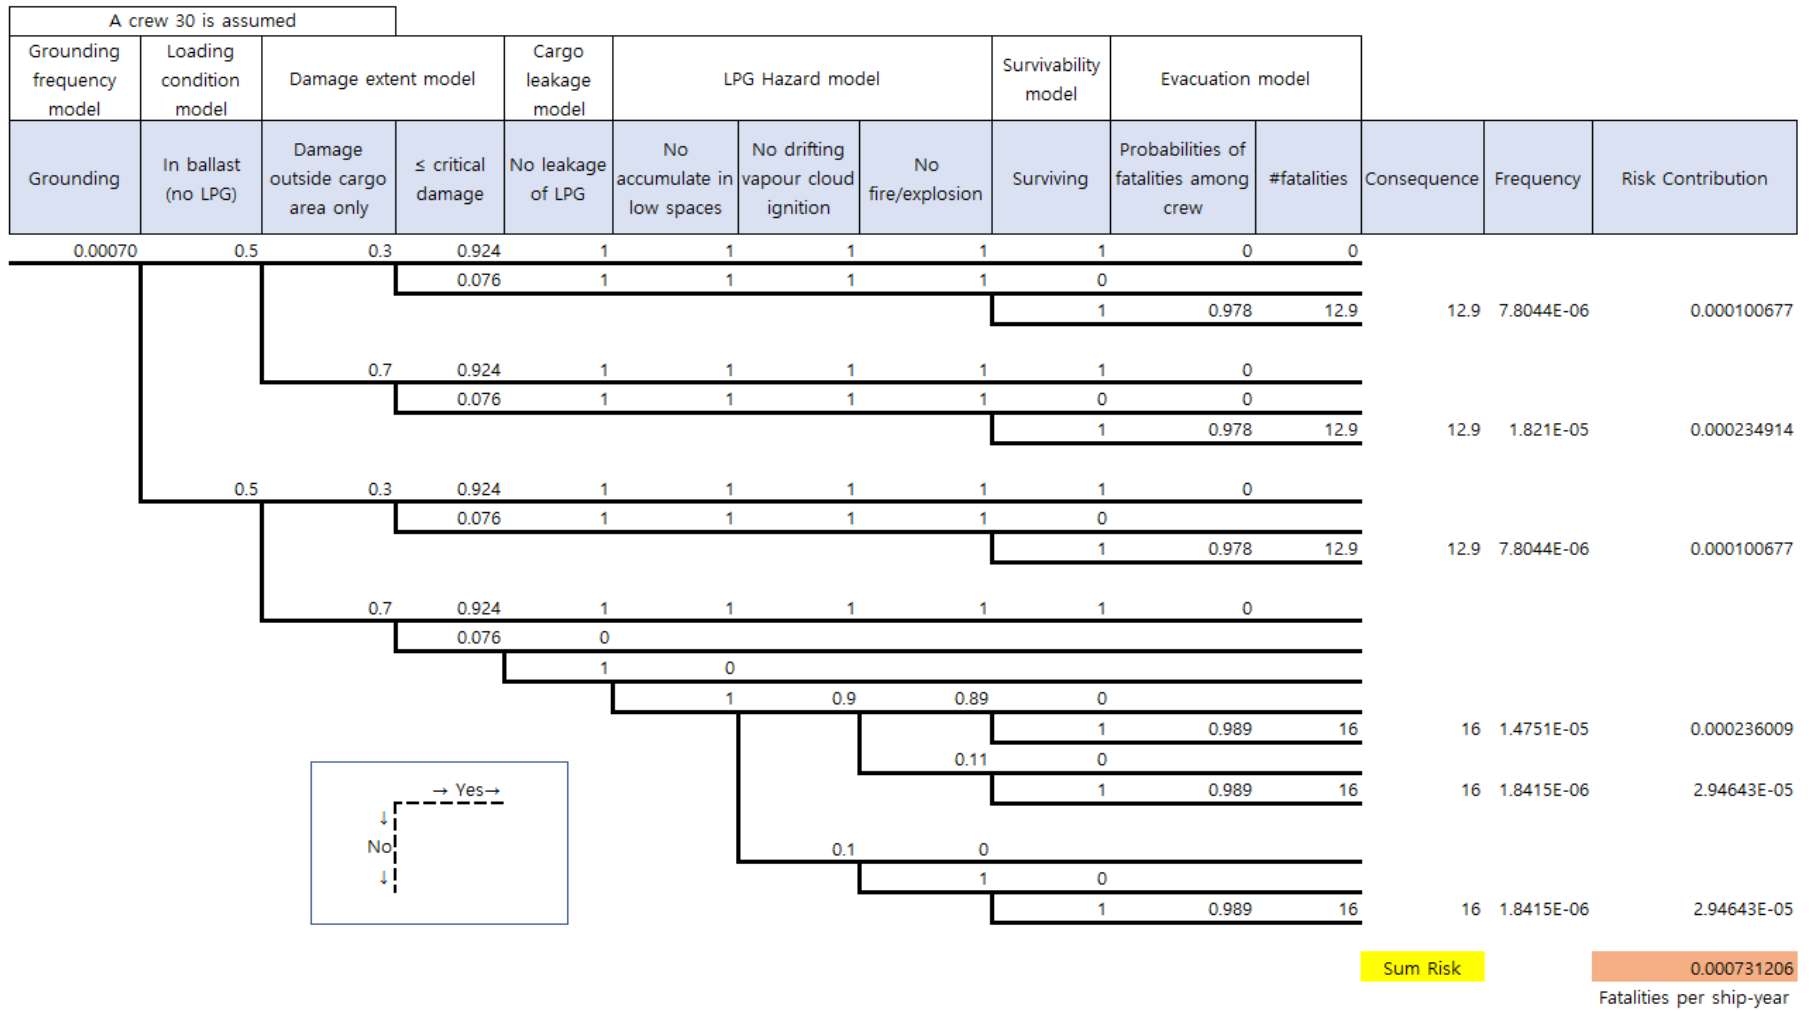 A crew 30 is assumed
Grounding frequency model
Loading condition model
Damage extent model
Cargo leakage model
LPG Hazard model
Survivability model
Evacuation model
Grounding
In ballast (no LPG)
Damage outside cargo area only
≤ critical damage
No leakage of LPG
No accumulate in low spaces
No drifting vapour cloud ignition
No fire/explosion
Surviving
Probabilities of fatalities among crew
#fatalities
Consequence
Frequency
Risk Contribution
0.00070 0.5 0.3 0.924 1 1 1 1 1 0 0
0.076 1 1 1 1 0
1 0.978 12.9 12.9 7.8044E-06 0.000100677
0.7 0.924 1 1 1 1 1 0
0.076 1 1 1 1 0 0
1 0.978 12.9 12.9 1.821E-05 0.000234914
0.5 0.3 0.924 1 1 1 1 1 0
0.076 1 1 1 1 0
1 0.978 12.9 12.9 7.8044E-06 0.000100677
0.7 0.924 1 1 1 1 1 0
0.076 0
1 0
1 0.9 0.89 0
1 0.989 16 16 1.4751E-05 0.000236009
0.11 0
1 0.989 16 16 1.8415E-06 2.94643E-05
→ Yes→
↓
No
↓
0.1 0
1 0
1 0.989 16 16 1.8415E-06 2.94643E-05
Sum Risk 0.000731206
Fatalities per ship-year